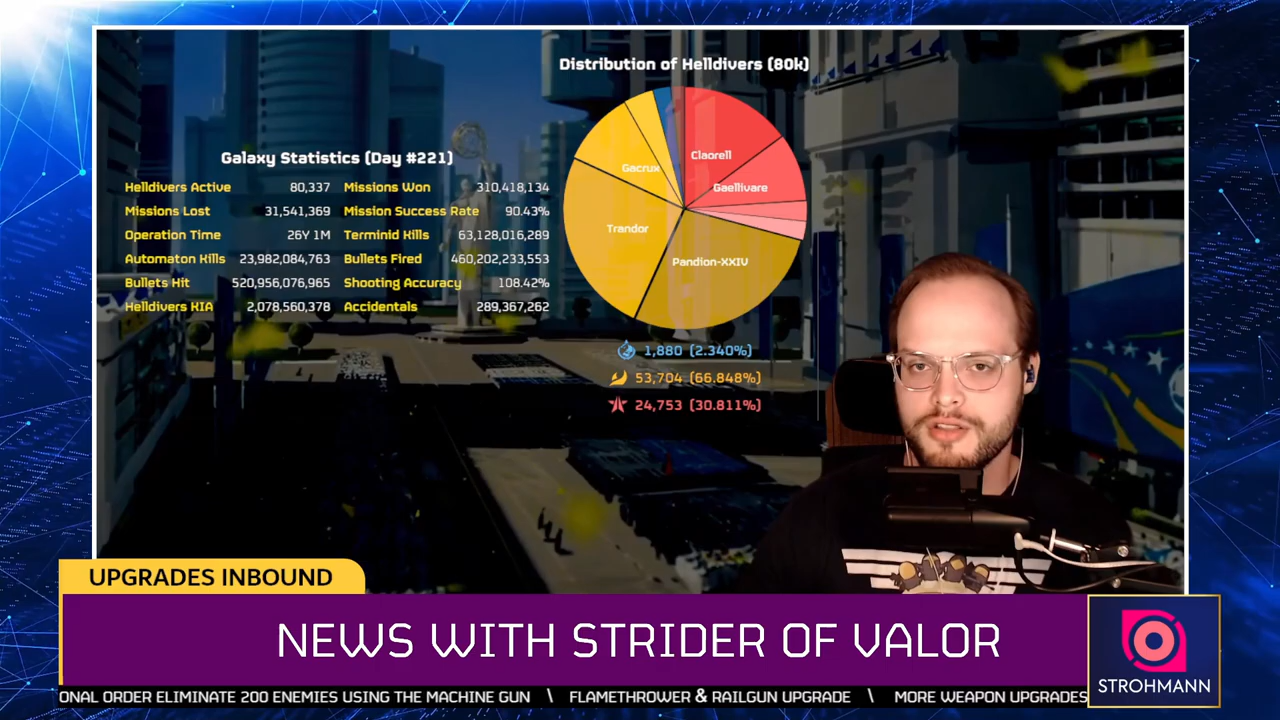 Distribution of Helldivers (80k)
Galaxy Statistics (Day #221)
Helldivers Active 80,337 Missions Won 310,418,134
Missions Lost 31,541,369 Mission Success Rate 90.43%
Operation Time 26Y 1M Terminid Kills 63,128,016,289
Automaton Kills 23,982,084,763 Bullets Fired 460,202,233,553
Bullets Hit 520,956,076,965 Shooting Accuracy 108.42%
Helldivers KIA 2,078,560,378 Accidentals 289,367,262
Claorell
Gacrux
Gaellivare
Trandor
Pandion-XXIV
1,880 (2.340%)
53,704 (66.848%)
24,753 (30.811%)
UPGRADES INBOUND
NEWS WITH STRIDER OF VALOR
STROHMANN
ONAL ORDER ELIMINATE 200 ENEMIES USING THE MACHINE GUN \ FLAMETHROWER & RAILGUN UPGRADE \ MORE WEAPON UPGRADES